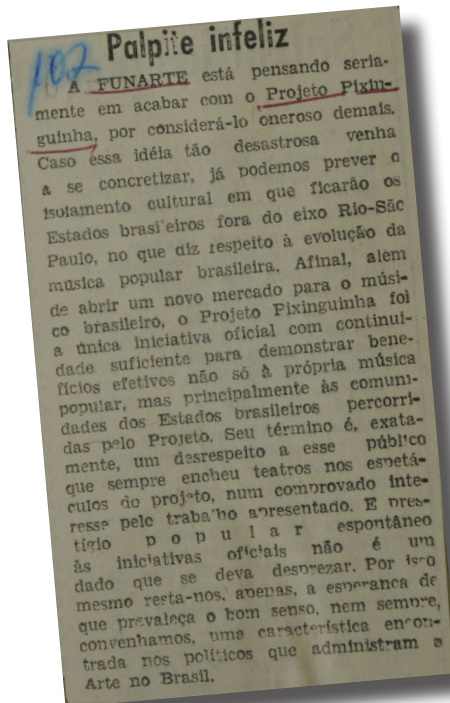 102
Palpite infeliz
A FUNARTE está pensando seria-
mente em acabar com o Projeto Pixin-
guinha, por considerá-lo oneroso demais.
Caso essa idéia tão desastrosa venha
a se concretizar, já podemos prever o
isolamento cultural em que ficarão os
Estados brasileiros fora do eixo Rio-São
Paulo, no que diz respeito à evolução da
música popular brasileira. Afinal, além
de abrir um novo mercado para o músi-
co brasileiro, o Projeto Pixinguinha foi
a única iniciativa oficial com continui-
dade suficiente para demonstrar bene-
fícios efetivos não só à própria música
popular, mas principalmente às comuni-
dades dos Estados brasileiros percorri-
das pelo Projeto. Seu término é, exata-
mente, um desrespeito a esse público
que sempre encheu teatros nos espetá-
culos do projeto, num comprovado inte-
resse pelo trabalho apresentado. E pres-
tígio popular espontâneo
às iniciativas oficiais não é um
dado que se deva desprezar. Por isso
mesmo resta-nos, apenas, a esperança de
que prevaleça o bom senso, nem sempre,
convenhamos, uma característica encon-
trada nos políticos que administram a
Arte no Brasil.